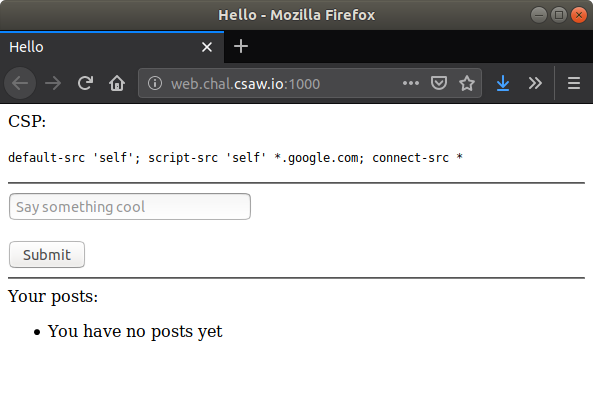 Hello - Mozilla Firefox
Hello
web.chal.csaw.io:1000
CSP:
default-src 'self'; script-src 'self' *.google.com; connect-src *
Say something cool
Submit
Your posts:
• You have no posts yet